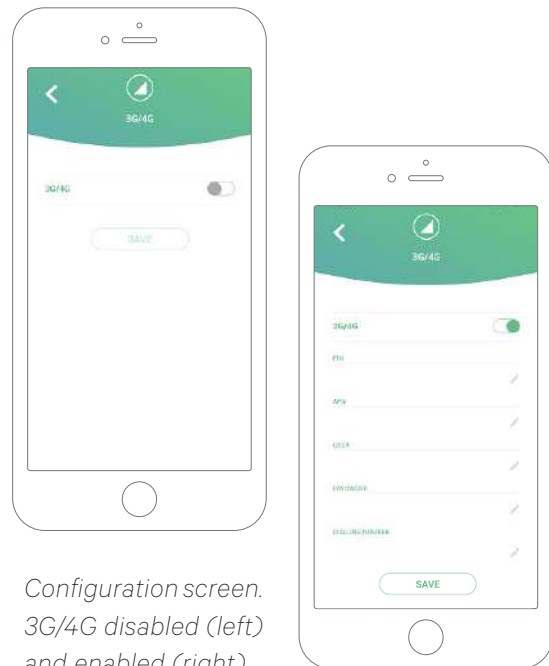 3G/4G
3G/4G
SAVE
3G/4G
3G/4G
PIN
APN
USER
PASSWORD
DIALLING NUMBER
SAVE
Configuration screen.
3G/4G disabled (left)
and enabled (right)